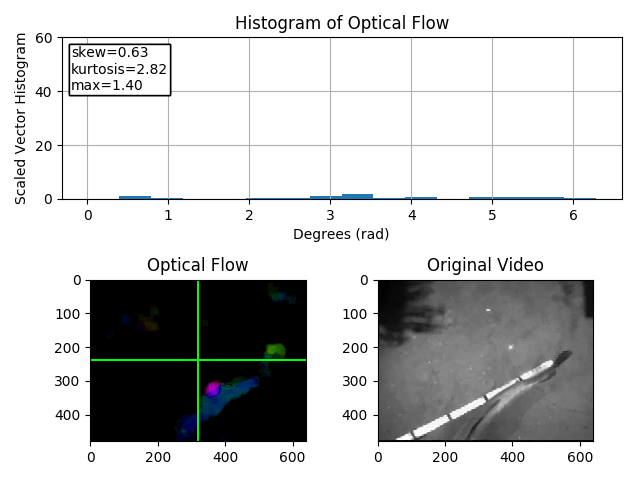 Histogram of Optical Flow
Scaled Vector Histogram
60
40
20
0
skew=0.63
kurtosis=2.82
max=1.40
0 1 2 3 4 5 6
Degrees (rad)
Optical Flow
0
100
200
300
400
0 200 400 600
Original Video
0
100
200
300
400
0 200 400 600